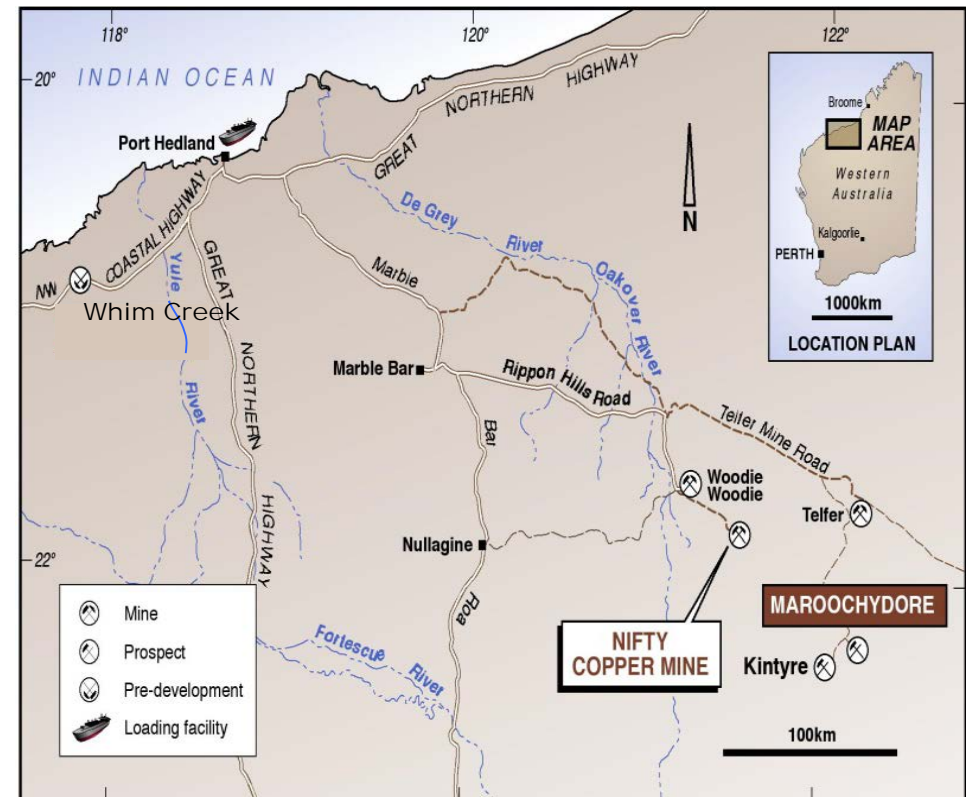 118°
120°
122°
20°
22°
INDIAN OCEAN
Port Hedland
NORTHERN HIGHWAY
GREAT
NW COASTAL HIGHWAY
Whim Creek
Yule River
GREAT NORTHERN HIGHWAY
De Grey River
Oakover River
Marble
Marble Bar
Rippon Hills Road
Bar
Telfer Mine Road
Woodie
Woodie
Telfer
Nullagine
Roa
Fortescue River
NIFTY
COPPER MINE
MAROOCHYDORE
Kintyre
100km
N
Broome
MAP
AREA
Western
Australia
Kalgoorlie
PERTH
1000km
LOCATION PLAN
Mine
Prospect
Pre-development
Loading facility